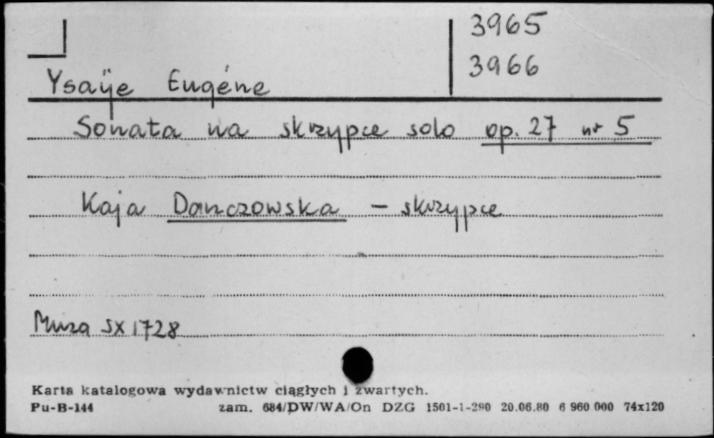 3965
3966
Ysaÿe Eugéne
Sonata na skrzypce solo op. 27 nr 5
Kaja Danczowska - skrzypce
Muza SX 1728
Karta katalogowa wydawnictw ciągłych i zwartych.
Pu-B-144 zam. 684/DW/WA/On DZG 1501-1-290 20.06.80 6 960 000 74x120